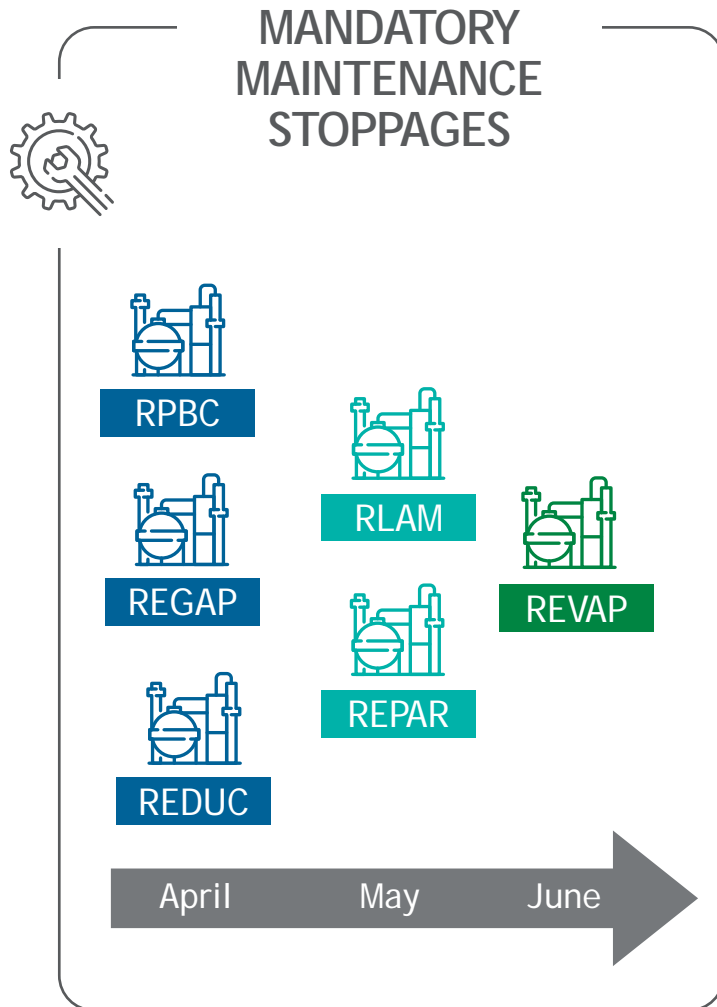 MANDATORY
MAINTENANCE
STOPPAGES
RPBC
REGAP
REDUC
RLAM
REPAR
REVAP
April
May
June